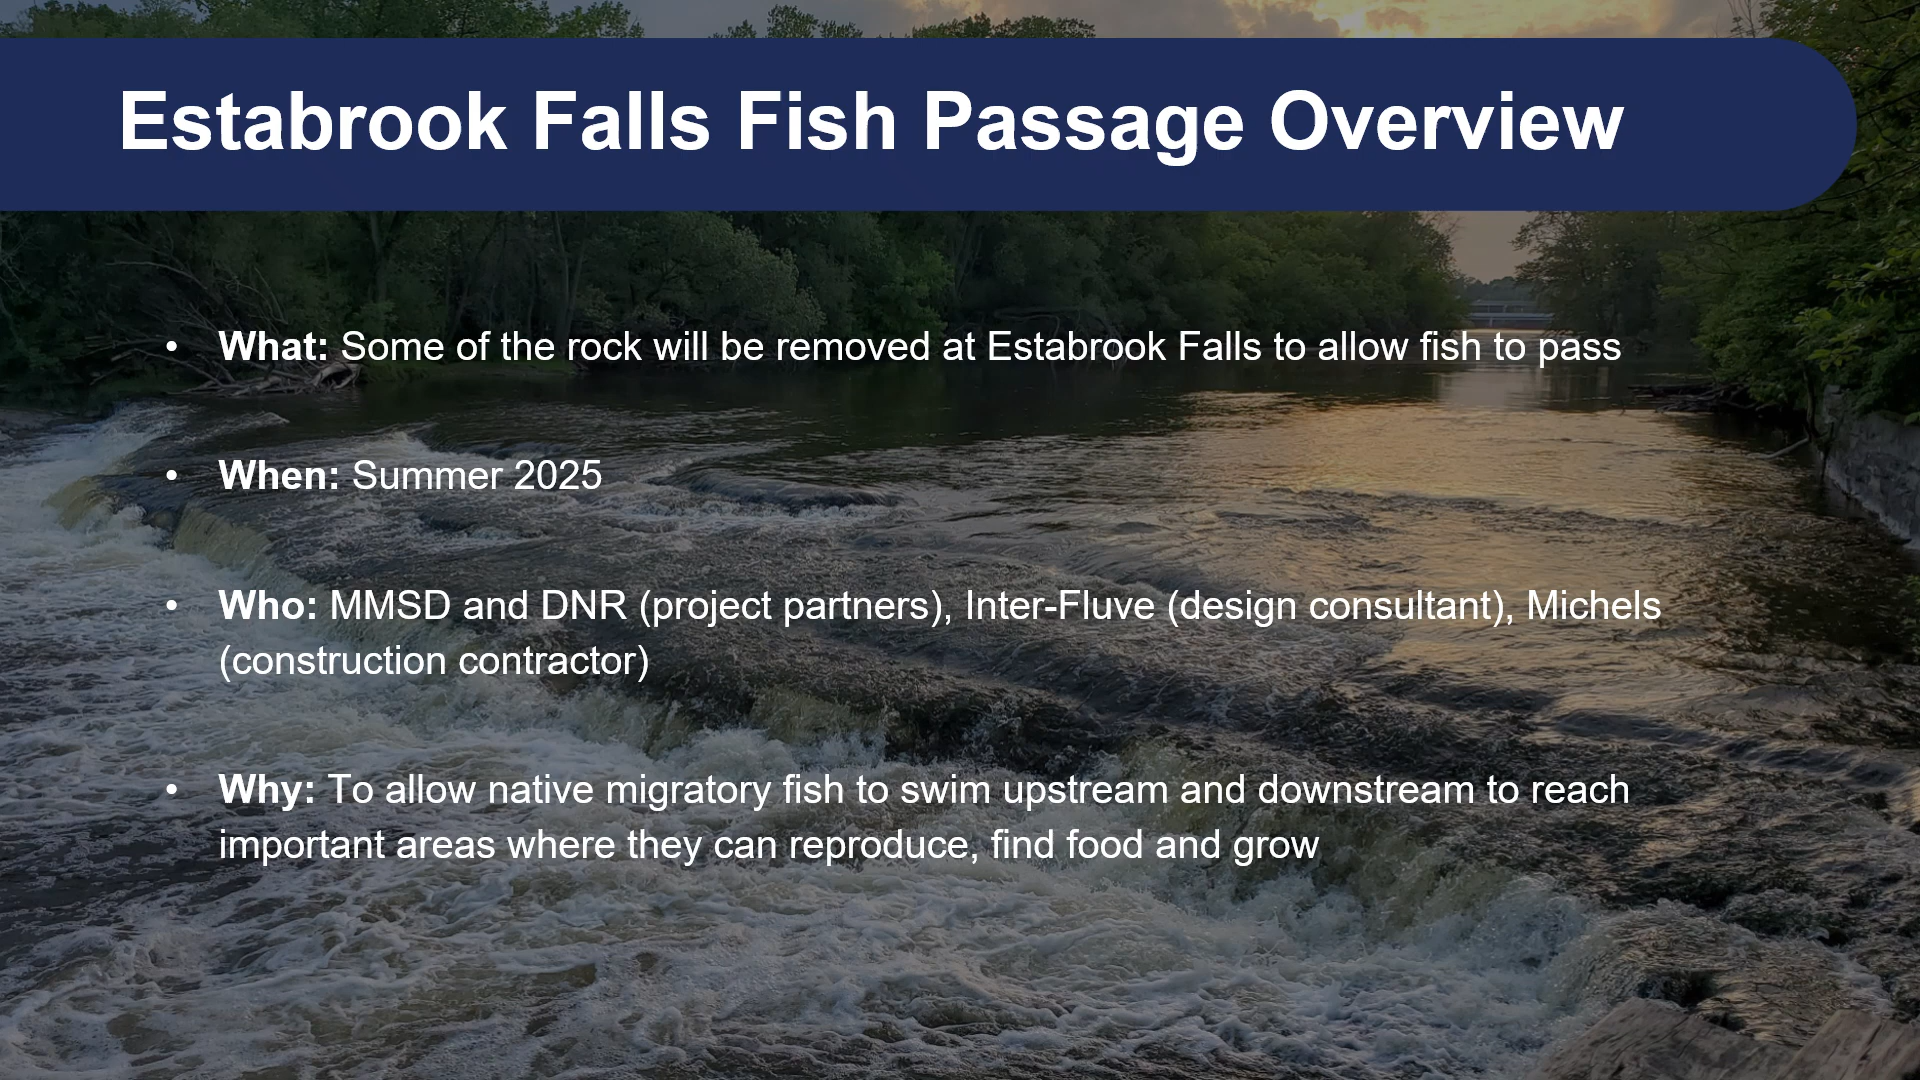 Estabrook Falls Fish Passage Overview
• What: Some of the rock will be removed at Estabrook Falls to allow fish to pass
• When: Summer 2025
• Who: MMSD and DNR (project partners), Inter-Fluve (design consultant), Michels
(construction contractor)
• Why: To allow native migratory fish to swim upstream and downstream to reach
important areas where they can reproduce, find food and grow